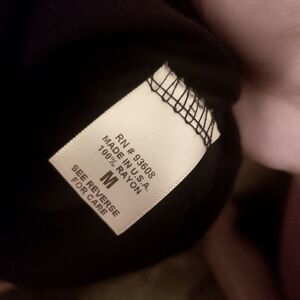 RN # 93608
MADE IN U.S.A.
100% RAYON
M
SEE REVERSE
FOR CARE